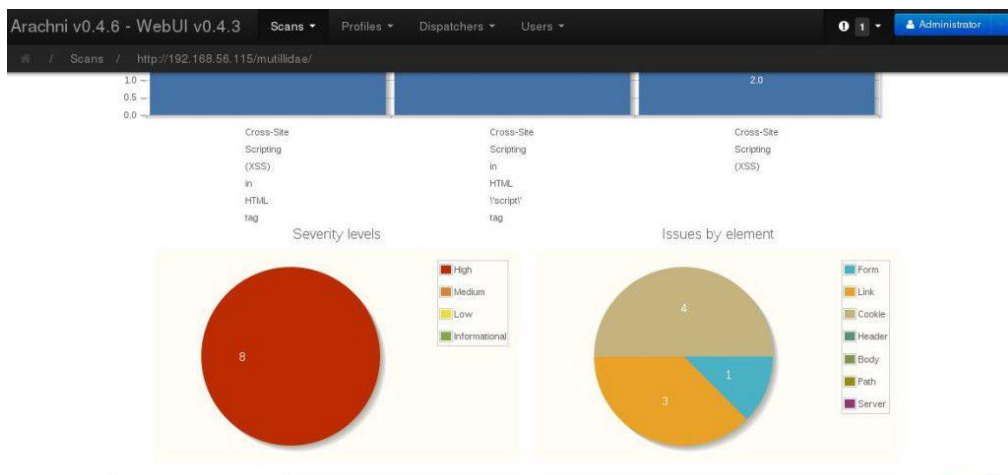 Arachni v0.4.6 - WebUI v0.4.3 Scans Profiles Dispatchers Users 1 Administrator
/ Scans / http://192.168.56.115/mutillidae/
1.0
0.5
0.0
2.0
Cross-Site
Scripting
(XSS)
in
HTML
tag
Cross-Site
Scripting
in
HTML
\'script\'
tag
Cross-Site
Scripting
(XSS)
Severity levels
8
High
Medium
Low
Informational
Issues by element
4
1
3
Form
Link
Cookie
Header
Body
Path
Server